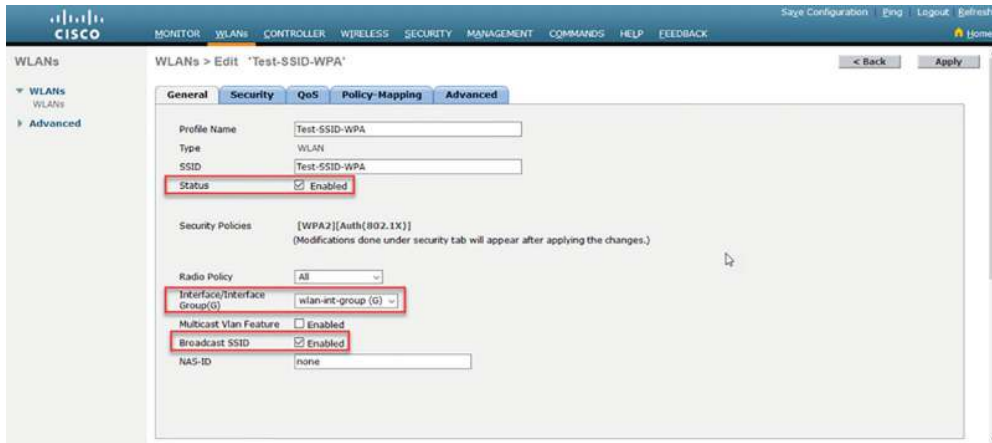 Save Configuration Ping Logout Refresh
CISCO MONITOR WLANs CONTROLLER WIRELESS SECURITY MANAGEMENT COMMANDS HELP FEEDBACK Home
WLANs
WLANs > Edit 'Test-SSID-WPA'
< Back Apply
WLANs
WLANs
Advanced
General Security QoS Policy-Mapping Advanced
Profile Name Test-SSID-WPA
Type WLAN
SSID Test-SSID-WPA
Status Enabled
Security Policies [WPA2][Auth(802.1X)]
(Modifications done under security tab will appear after applying the changes.)
Radio Policy All
Interface/Interface
Group(G) wlan-int-group (G)
Multicast Vlan Feature Enabled
Broadcast SSID Enabled
NAS-ID none